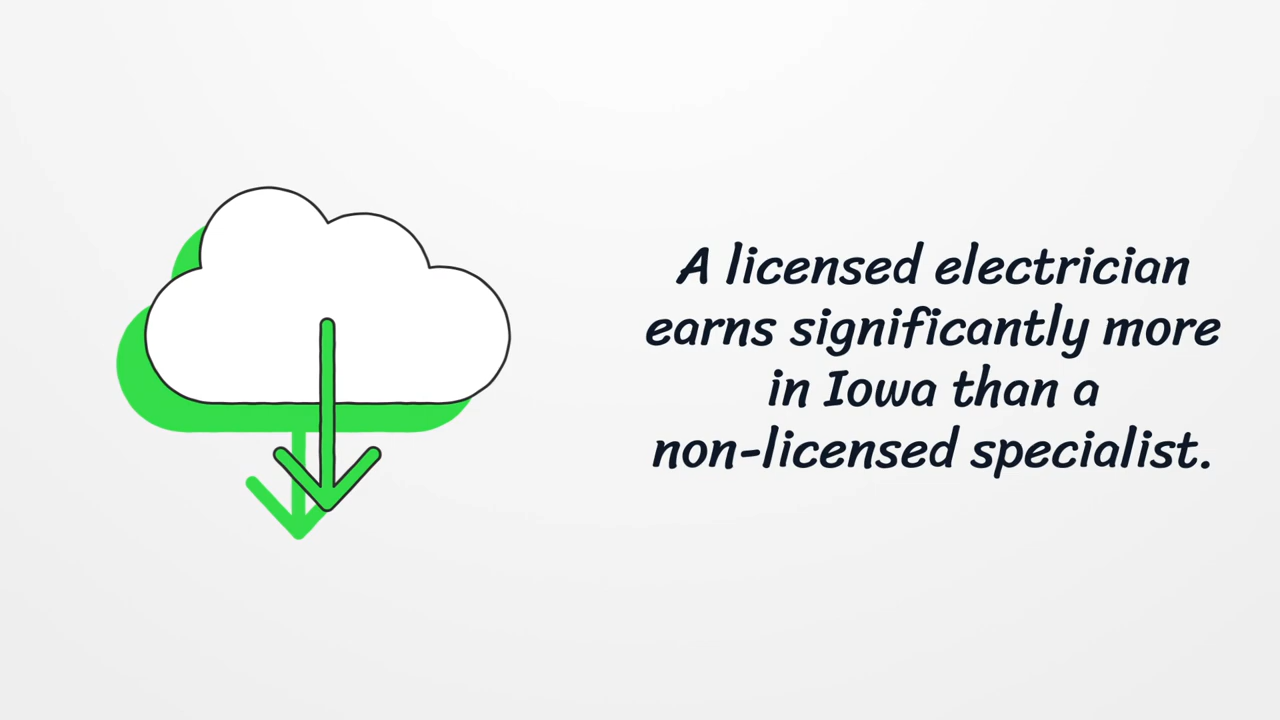 A licensed electrician
earns significantly more
in Iowa than a
non-licensed specialist.